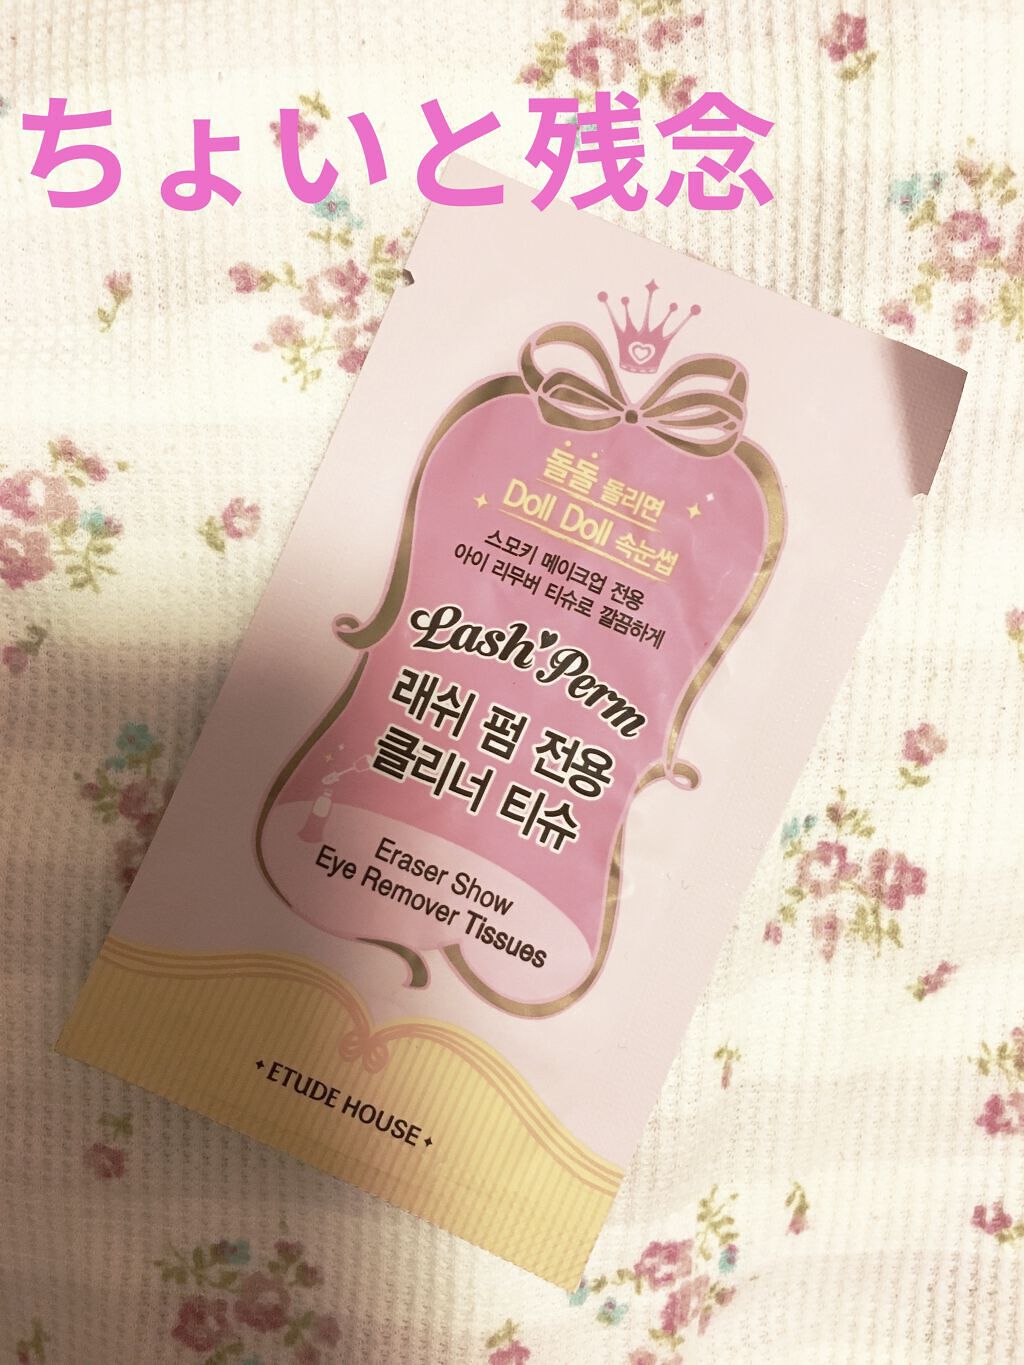 ちょいと残念
돌돌 돌리면
Doll Doll 속눈썹
스모키 메이크업 전용
아이 리무버 티슈로 깔끔하게
Lash Perm
래쉬 펌 전용
클리너 티슈
Eraser Show
Eye Remover Tissues
ETUDE HOUSE